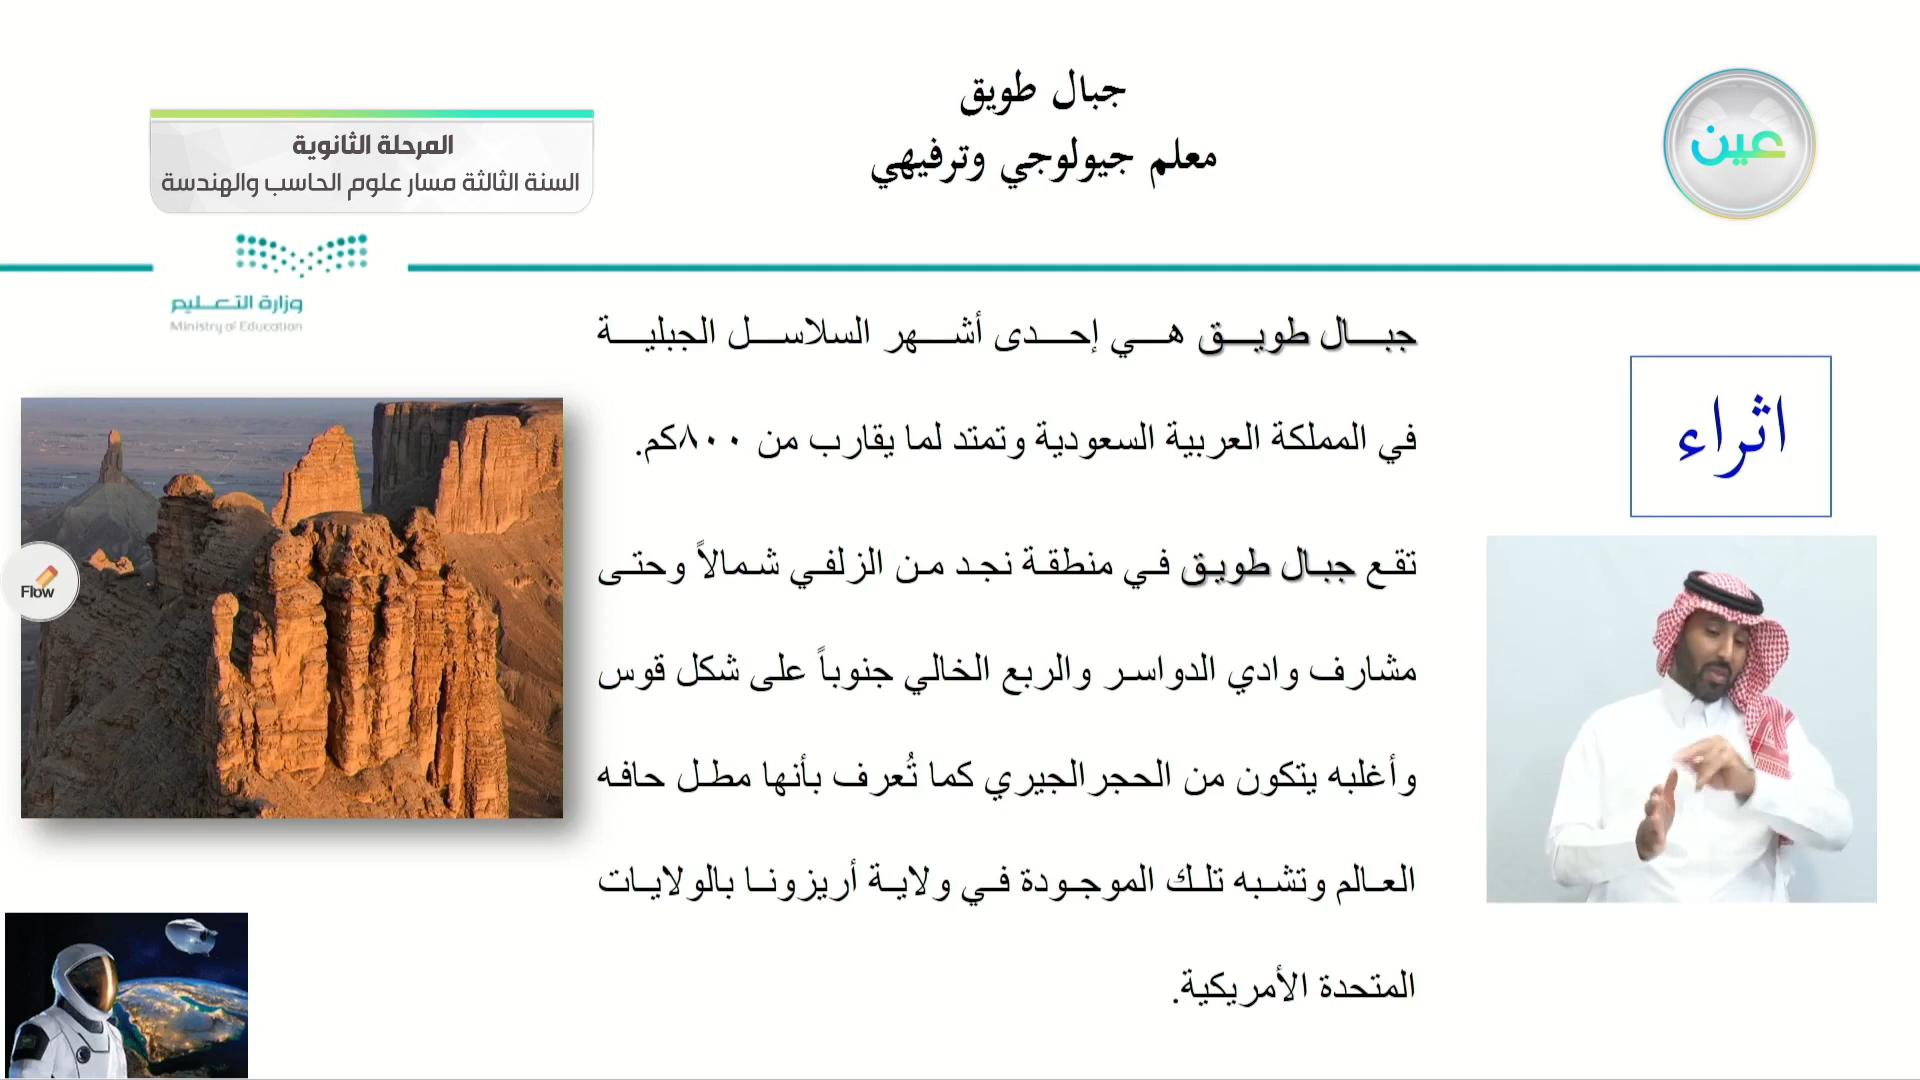 جبال طويق
معلم جيولوجي وترفيهي
عين
المرحلة الثانوية
السنة الثالثة مسار علوم الحاسب والهندسة
وزارة التعـليم
Ministry of Education
اثراء
جبال طويق هي إحدى أشهر السلاسل الجبلية
في المملكة العربية السعودية وتمتد لما يقارب من ٨٠٠كم.
تقع جبال طويق في منطقة نجد من الزلفي شمالاً وحتى
مشارف وادي الدواسر والربع الخالي جنوباً على شكل قوس
وأغلبه يتكون من الحجرالجيري كما تُعرف بأنها مطل حافه
العالم وتشبه تلك الموجودة في ولاية أريزونا بالولايات
المتحدة الأمريكية.
Flow